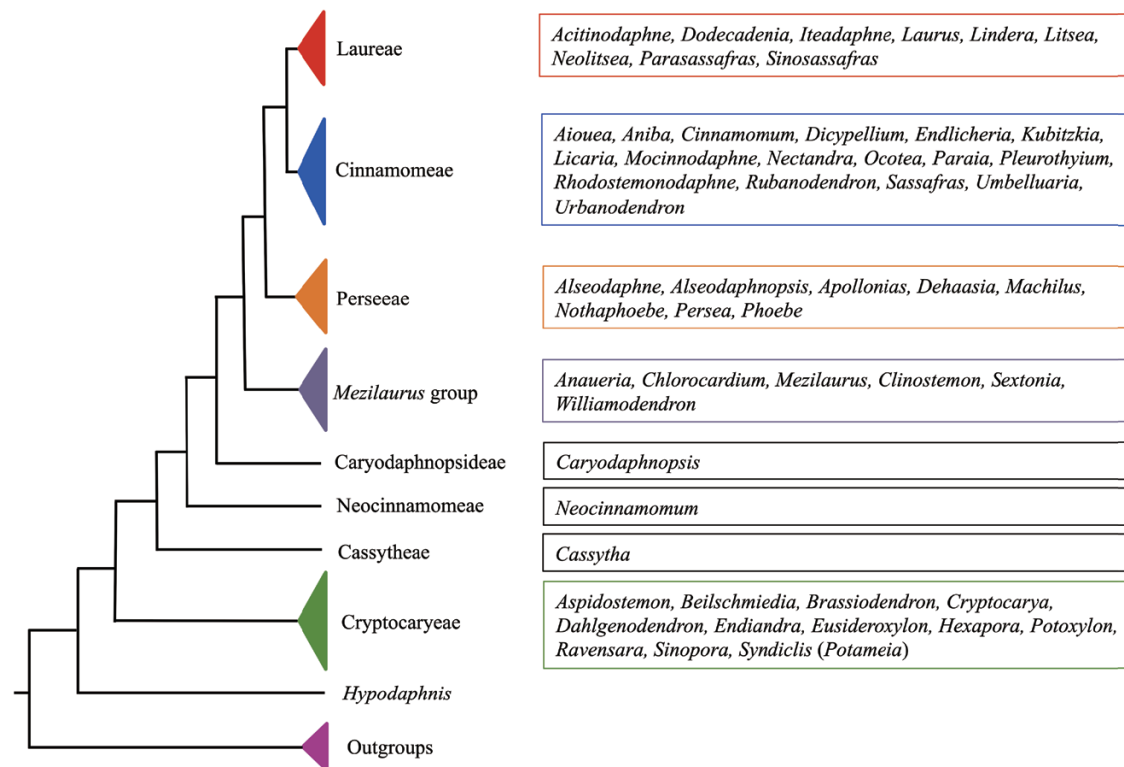 Laureae
Acitinodaphne, Dodecadenia, Iteadaphne, Laurus, Lindera, Litsea,
Neolitsea, Parasassafras, Sinosassafras
Cinnamomeae
Aiouea, Aniba, Cinnamomum, Dicypellium, Endlicheria, Kubitzkia,
Licaria, Mocinnodaphne, Nectandra, Ocotea, Paraia, Pleurothyium,
Rhodostemonodaphne, Rubanodendron, Sassafras, Umbelluaria,
Urbanodendron
Perseeae
Alseodaphne, Alseodaphnopsis, Apollonias, Dehaasia, Machilus,
Nothaphoebe, Persea, Phoebe
Mezilaurus group
Anaueria, Chlorocardium, Mezilaurus, Clinostemon, Sextonia,
Williamodendron
Caryodaphnopsideae
Caryodaphnopsis
Neocinnamomeae
Neocinnamomum
Cassytheae
Cassytha
Cryptocaryeae
Aspidostemon, Beilschmiedia, Brassiodendron, Cryptocarya,
Dahlgenodendron, Endiandra, Eusideroxylon, Hexapora, Potoxylon,
Ravensara, Sinopora, Syndiclis (Potameia)
Hypodaphnis
Outgroups